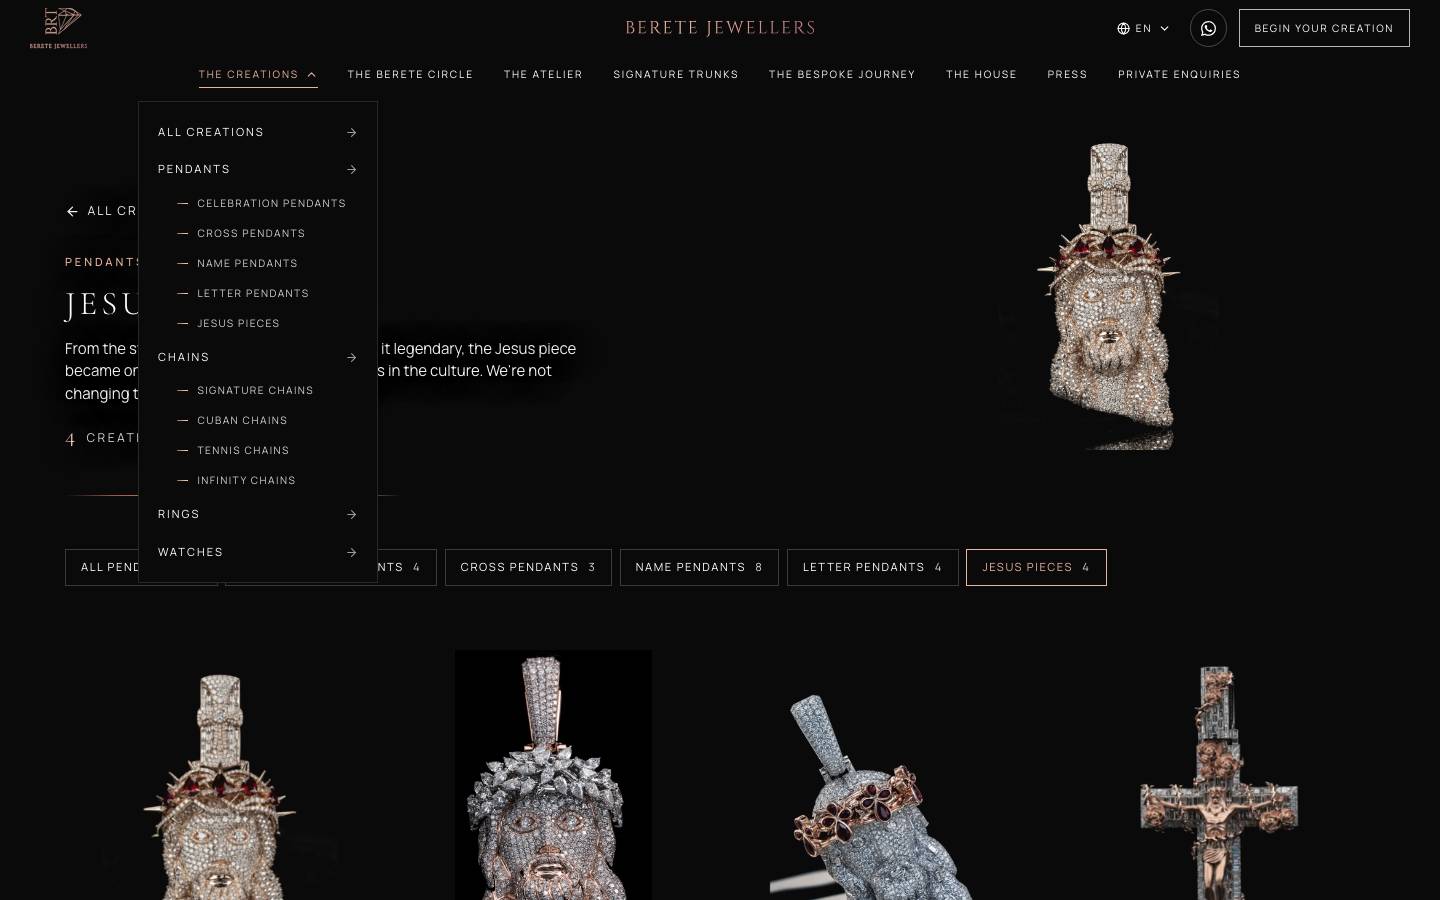 BRT
BERETE JEWELLERS
BERETE JEWELLERS
EN
BEGIN YOUR CREATION
THE CREATIONS
THE BERETE CIRCLE
THE ATELIER
SIGNATURE TRUNKS
THE BESPOKE JOURNEY
THE HOUSE
PRESS
PRIVATE ENQUIRIES
ALL CREATIONS
PENDANTS
CELEBRATION PENDANTS
CROSS PENDANTS
NAME PENDANTS
LETTER PENDANTS
JESUS PIECES
CHAINS
SIGNATURE CHAINS
CUBAN CHAINS
TENNIS CHAINS
INFINITY CHAINS
RINGS
WATCHES
ALL CR
PENDANTS
JESU
From the s it legendary, the Jesus piece
became or s in the culture. We're not
changing t
4 CREATI
ALL PEND
NTS 4
CROSS PENDANTS 3
NAME PENDANTS 8
LETTER PENDANTS 4
JESUS PIECES 4